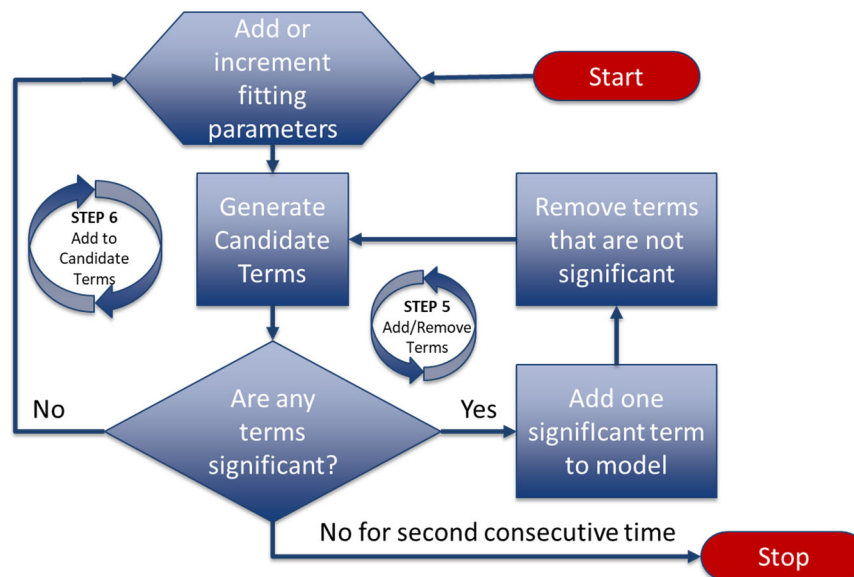 Add or
increment
fitting
parameters
Start
STEP 6
Add to
Candidate
Terms
Generate
Candidate
Terms
Remove terms
that are not
significant
STEP 5
Add/Remove
Terms
No
Are any
terms
significant?
Yes
Add one
signifIcant term
to model
No for second consecutive time
Stop